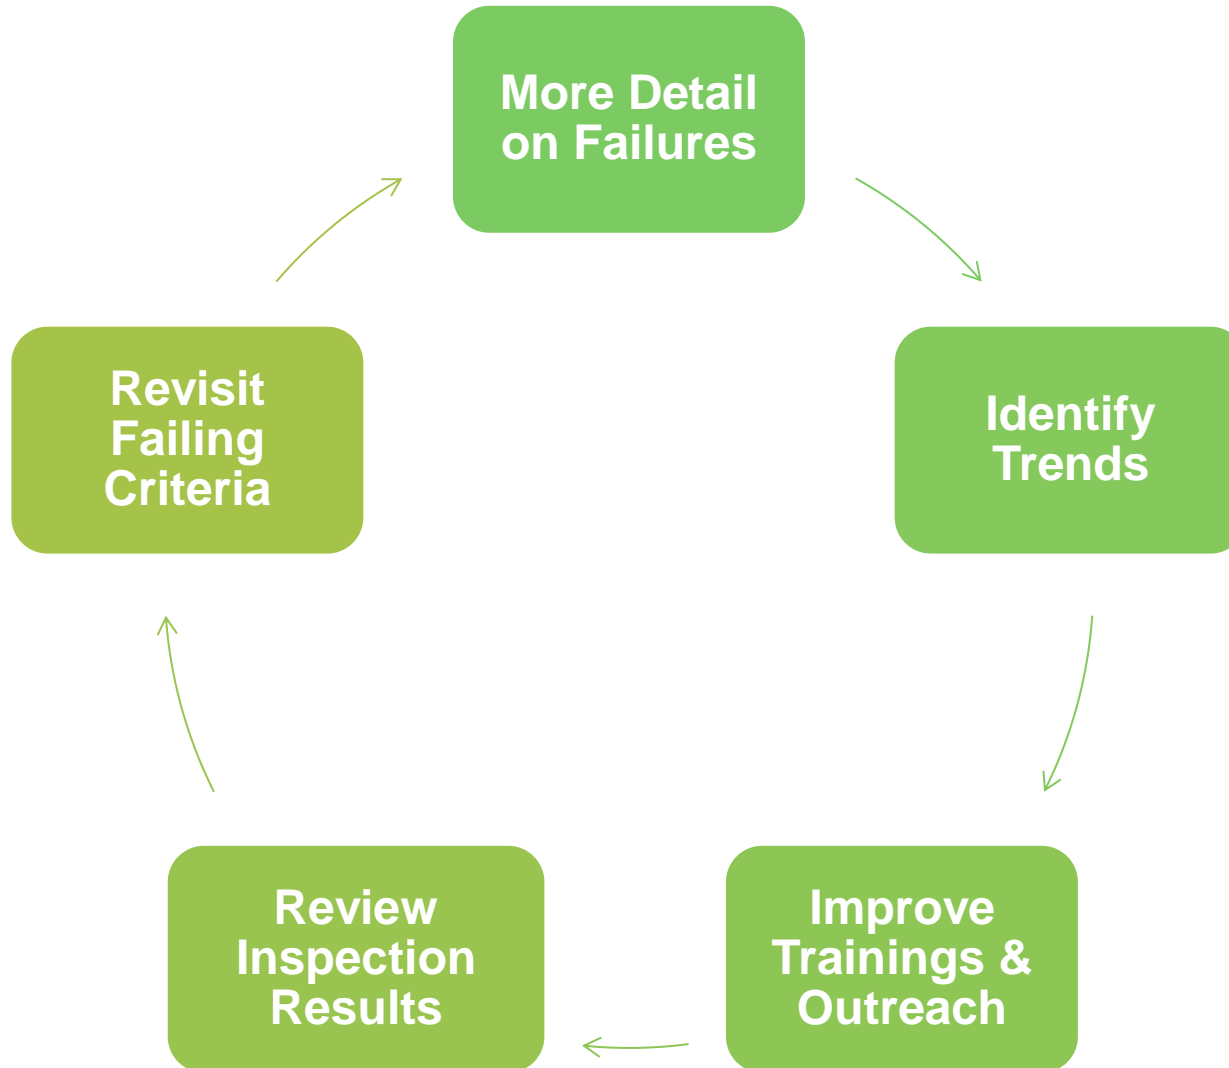 More Detail
on Failures
Identify
Trends
Improve
Trainings &
Outreach
Review
Inspection
Results
Revisit
Failing
Criteria